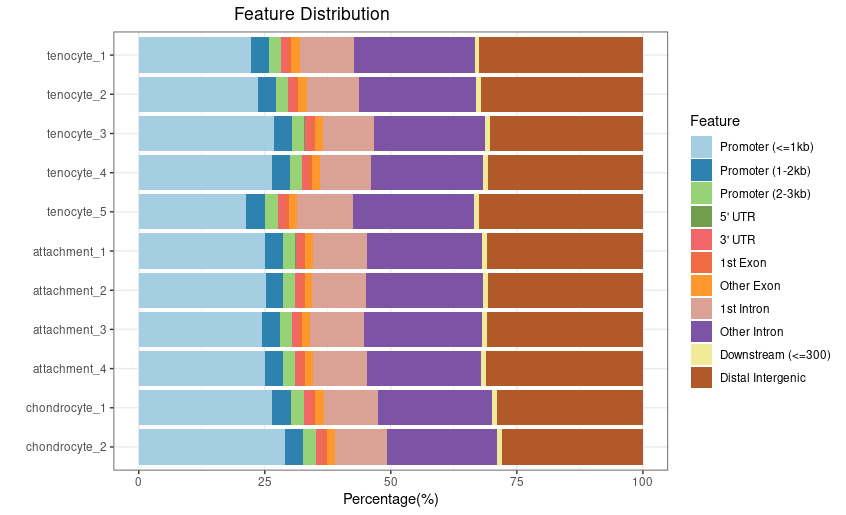 Feature Distribution
tenocyte_1
tenocyte_2
tenocyte_3
tenocyte_4
tenocyte_5
attachment_1
attachment_2
attachment_3
attachment_4
chondrocyte_1
chondrocyte_2
0 25 50 75 100
Percentage(%)
Feature
Promoter (<=1kb)
Promoter (1-2kb)
Promoter (2-3kb)
5' UTR
3' UTR
1st Exon
Other Exon
1st Intron
Other Intron
Downstream (<=300)
Distal Intergenic